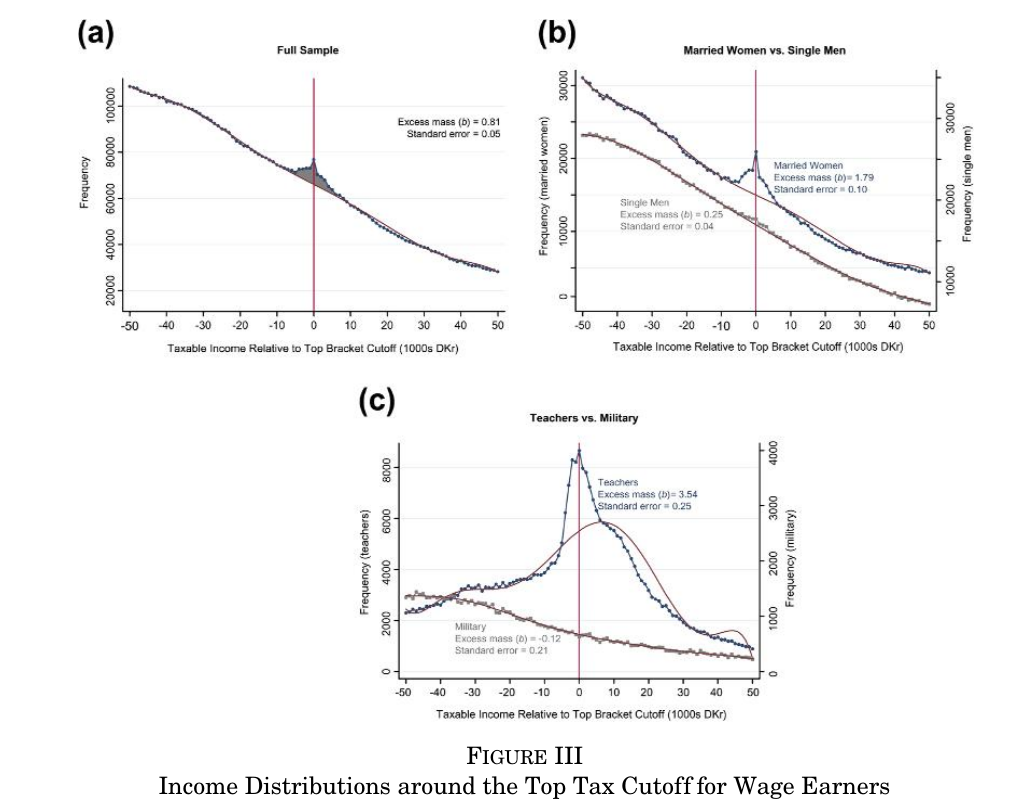 (a)
Full Sample
Frequency
100000
80000
60000
40000
20000
Excess mass (b) = 0.81
Standard error = 0.05
-50 -40 -30 -20 -10 0 10 20 30 40 50
Taxable Income Relative to Top Bracket Cutoff (1000s DKr)
(b)
Married Women vs. Single Men
Frequency (married women)
30000
20000
10000
0
Married Women
Excess mass (b)= 1.79
Standard error = 0.10
Single Men
Excess mass (b) = 0.25
Standard error = 0.04
30000
20000
10000
Frequency (single men)
-50 -40 -30 -20 -10 0 10 20 30 40 50
Taxable Income Relative to Top Bracket Cutoff (1000s DKr)
(c)
Teachers vs. Military
Frequency (teachers)
8000
6000
4000
2000
0
Teachers
Excess mass (b)= 3.54
Standard error = 0.25
Military
Excess mass (b) = -0.12
Standard error = 0.21
4000
3000
2000
1000
0
Frequency (military)
-50 -40 -30 -20 -10 0 10 20 30 40 50
Taxable Income Relative to Top Bracket Cutoff (1000s DKr)
FIGURE III
Income Distributions around the Top Tax Cutoff for Wage Earners